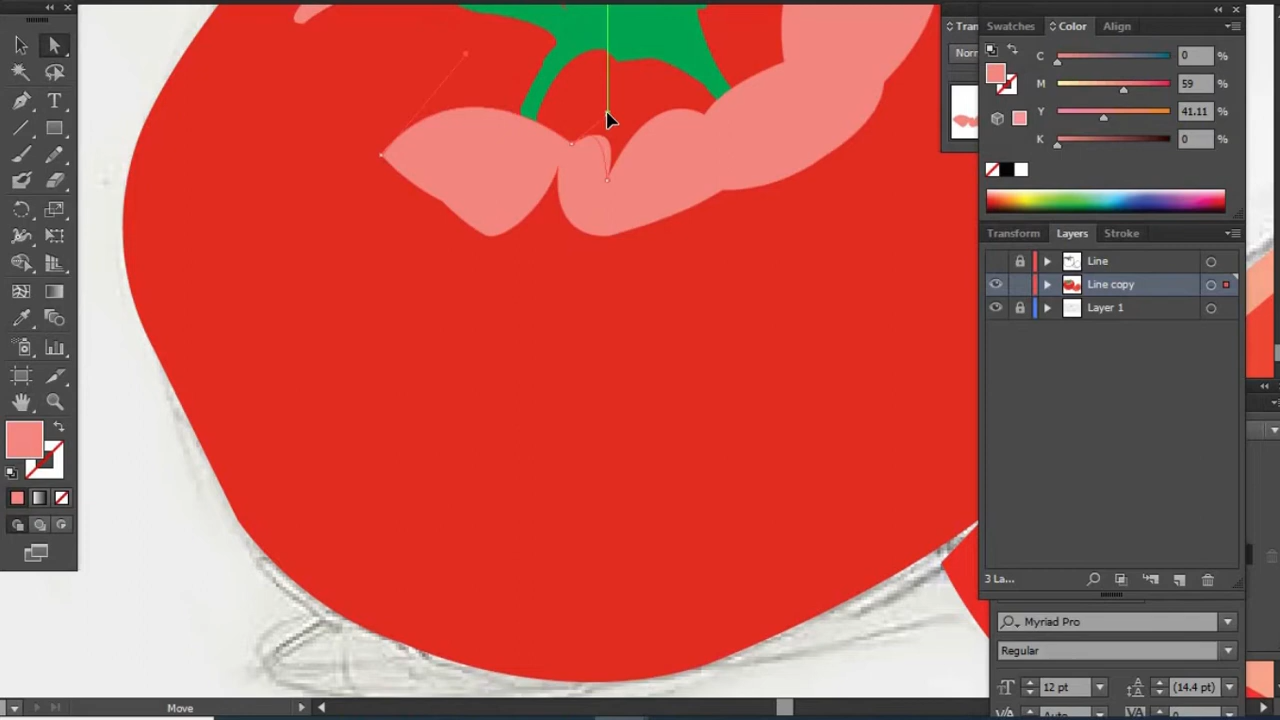 Swatches
Color
Align
Tran
Norn
C
0
%
M
59
%
Y
41.11
%
K
0
%
Transform
Layers
Stroke
Line
Line copy
Layer 1
3 La...
Myriad Pro
Regular
12 pt
(14.4 pt)
Move